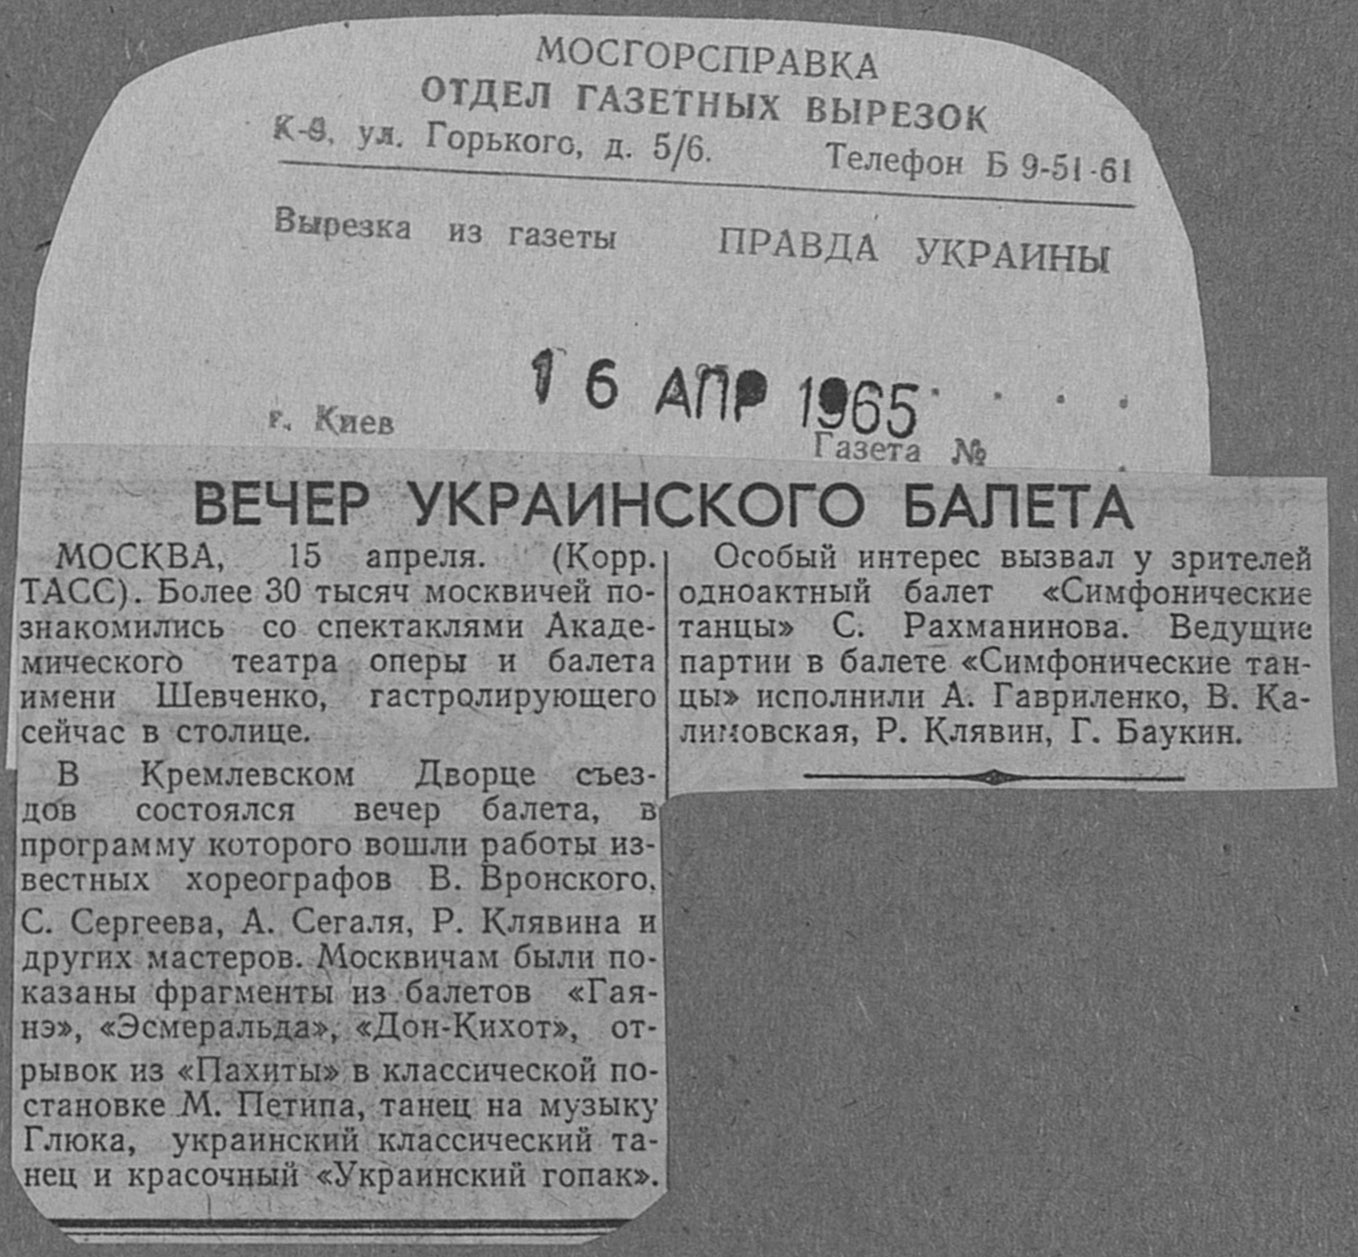 МОСГОРСПРАВКА
ОТДЕЛ ГАЗЕТНЫХ ВЫРЕЗОК
К-9, ул. Горького, д. 5/6. Телефон Б 9-51-61
Вырезка из газеты ПРАВДА УКРАИНЫ
16 АПР 1965
г. Киев
Газета №
ВЕЧЕР УКРАИНСКОГО БАЛЕТА
МОСКВА, 15 апреля. (Корр.
ТАСС). Более 30 тысяч москвичей по-
знакомились со спектаклями Акаде-
мического театра оперы и балета
имени Шевченко, гастролирующего
сейчас в столице.
В Кремлевском Дворце съез-
дов состоялся вечер балета, в
программу которого вошли работы из-
вестных хореографов В. Вронского,
С. Сергеева, А. Сегаля, Р. Клявина и
других мастеров. Москвичам были по-
казаны фрагменты из балетов «Гая-
нэ», «Эсмеральда», «Дон-Кихот», от-
рывок из «Пахиты» в классической по-
становке М. Петипа, танец на музыку
Глюка, украинский классический та-
нец и красочный «Украинский гопак».
Особый интерес вызвал у зрителей
одноактный балет «Симфонические
танцы» С. Рахманинова. Ведущие
партии в балете «Симфонические тан-
цы» исполнили А. Гавриленко, В. Ка-
линовская, Р. Клявин, Г. Баукин.